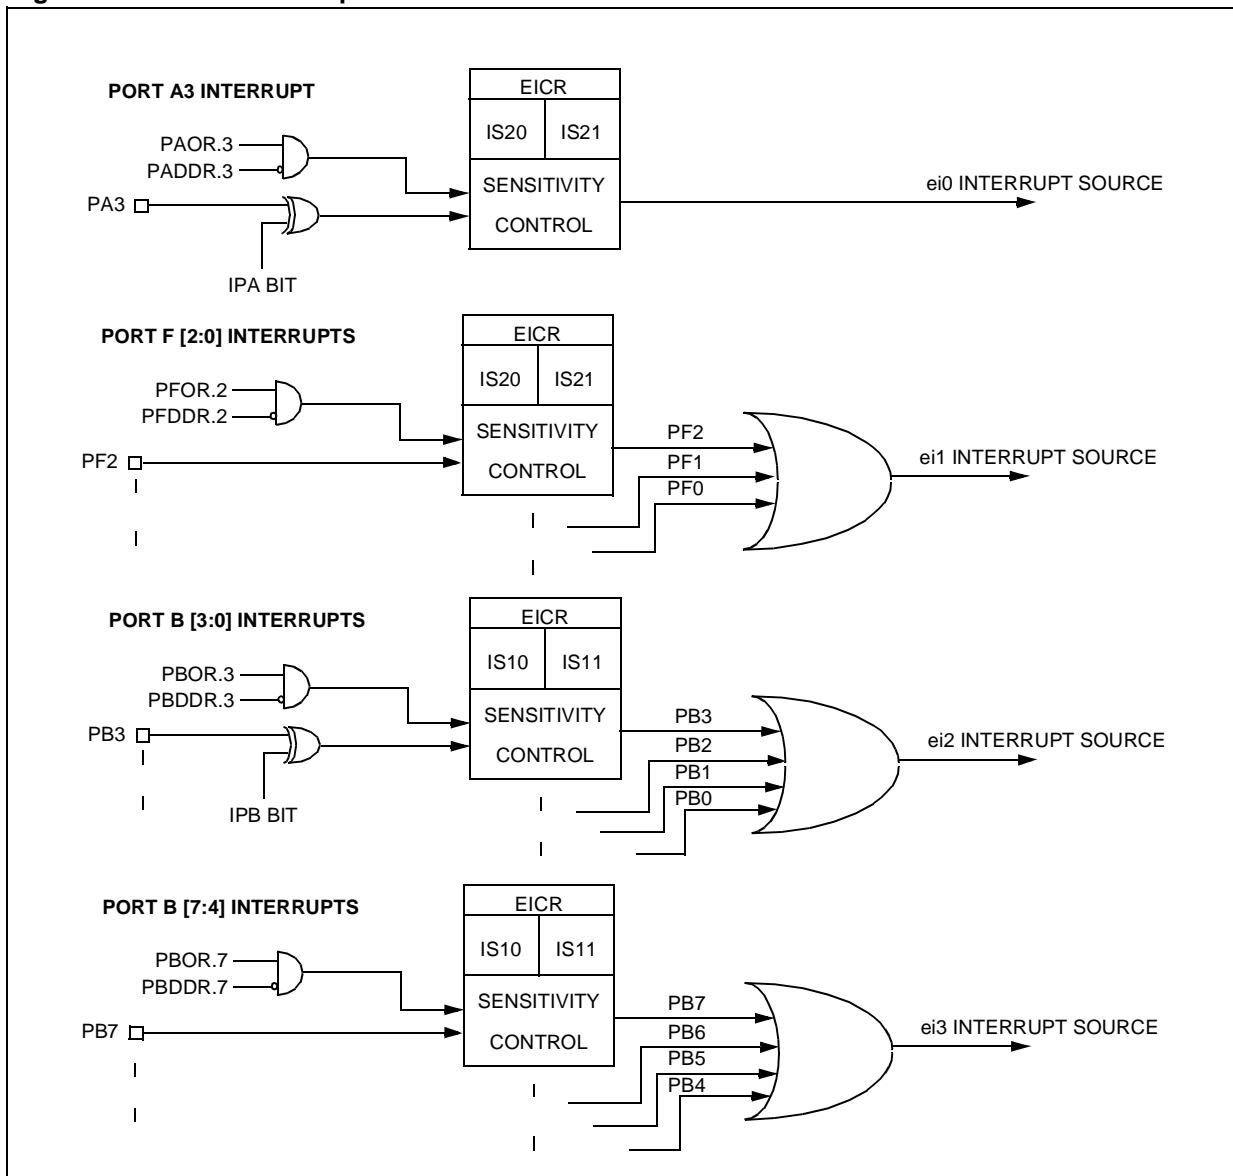 PORT A3 INTERRUPT
EICR
IS20 IS21
PAOR.3
PADDR.3
SENSITIVITY
CONTROL
ei0 INTERRUPT SOURCE
PA3
IPA BIT
PORT F [2:0] INTERRUPTS
EICR
IS20 IS21
PFOR.2
PFDDR.2
SENSITIVITY
CONTROL
PF2
PF2
PF1
PF0
ei1 INTERRUPT SOURCE
PORT B [3:0] INTERRUPTS
EICR
IS10 IS11
PBOR.3
PBDDR.3
SENSITIVITY
CONTROL
PB3
IPB BIT
PB3
PB2
PB1
PB0
ei2 INTERRUPT SOURCE
PORT B [7:4] INTERRUPTS
EICR
IS10 IS11
PBOR.7
PBDDR.7
SENSITIVITY
CONTROL
PB7
PB7
PB6
PB5
PB4
ei3 INTERRUPT SOURCE